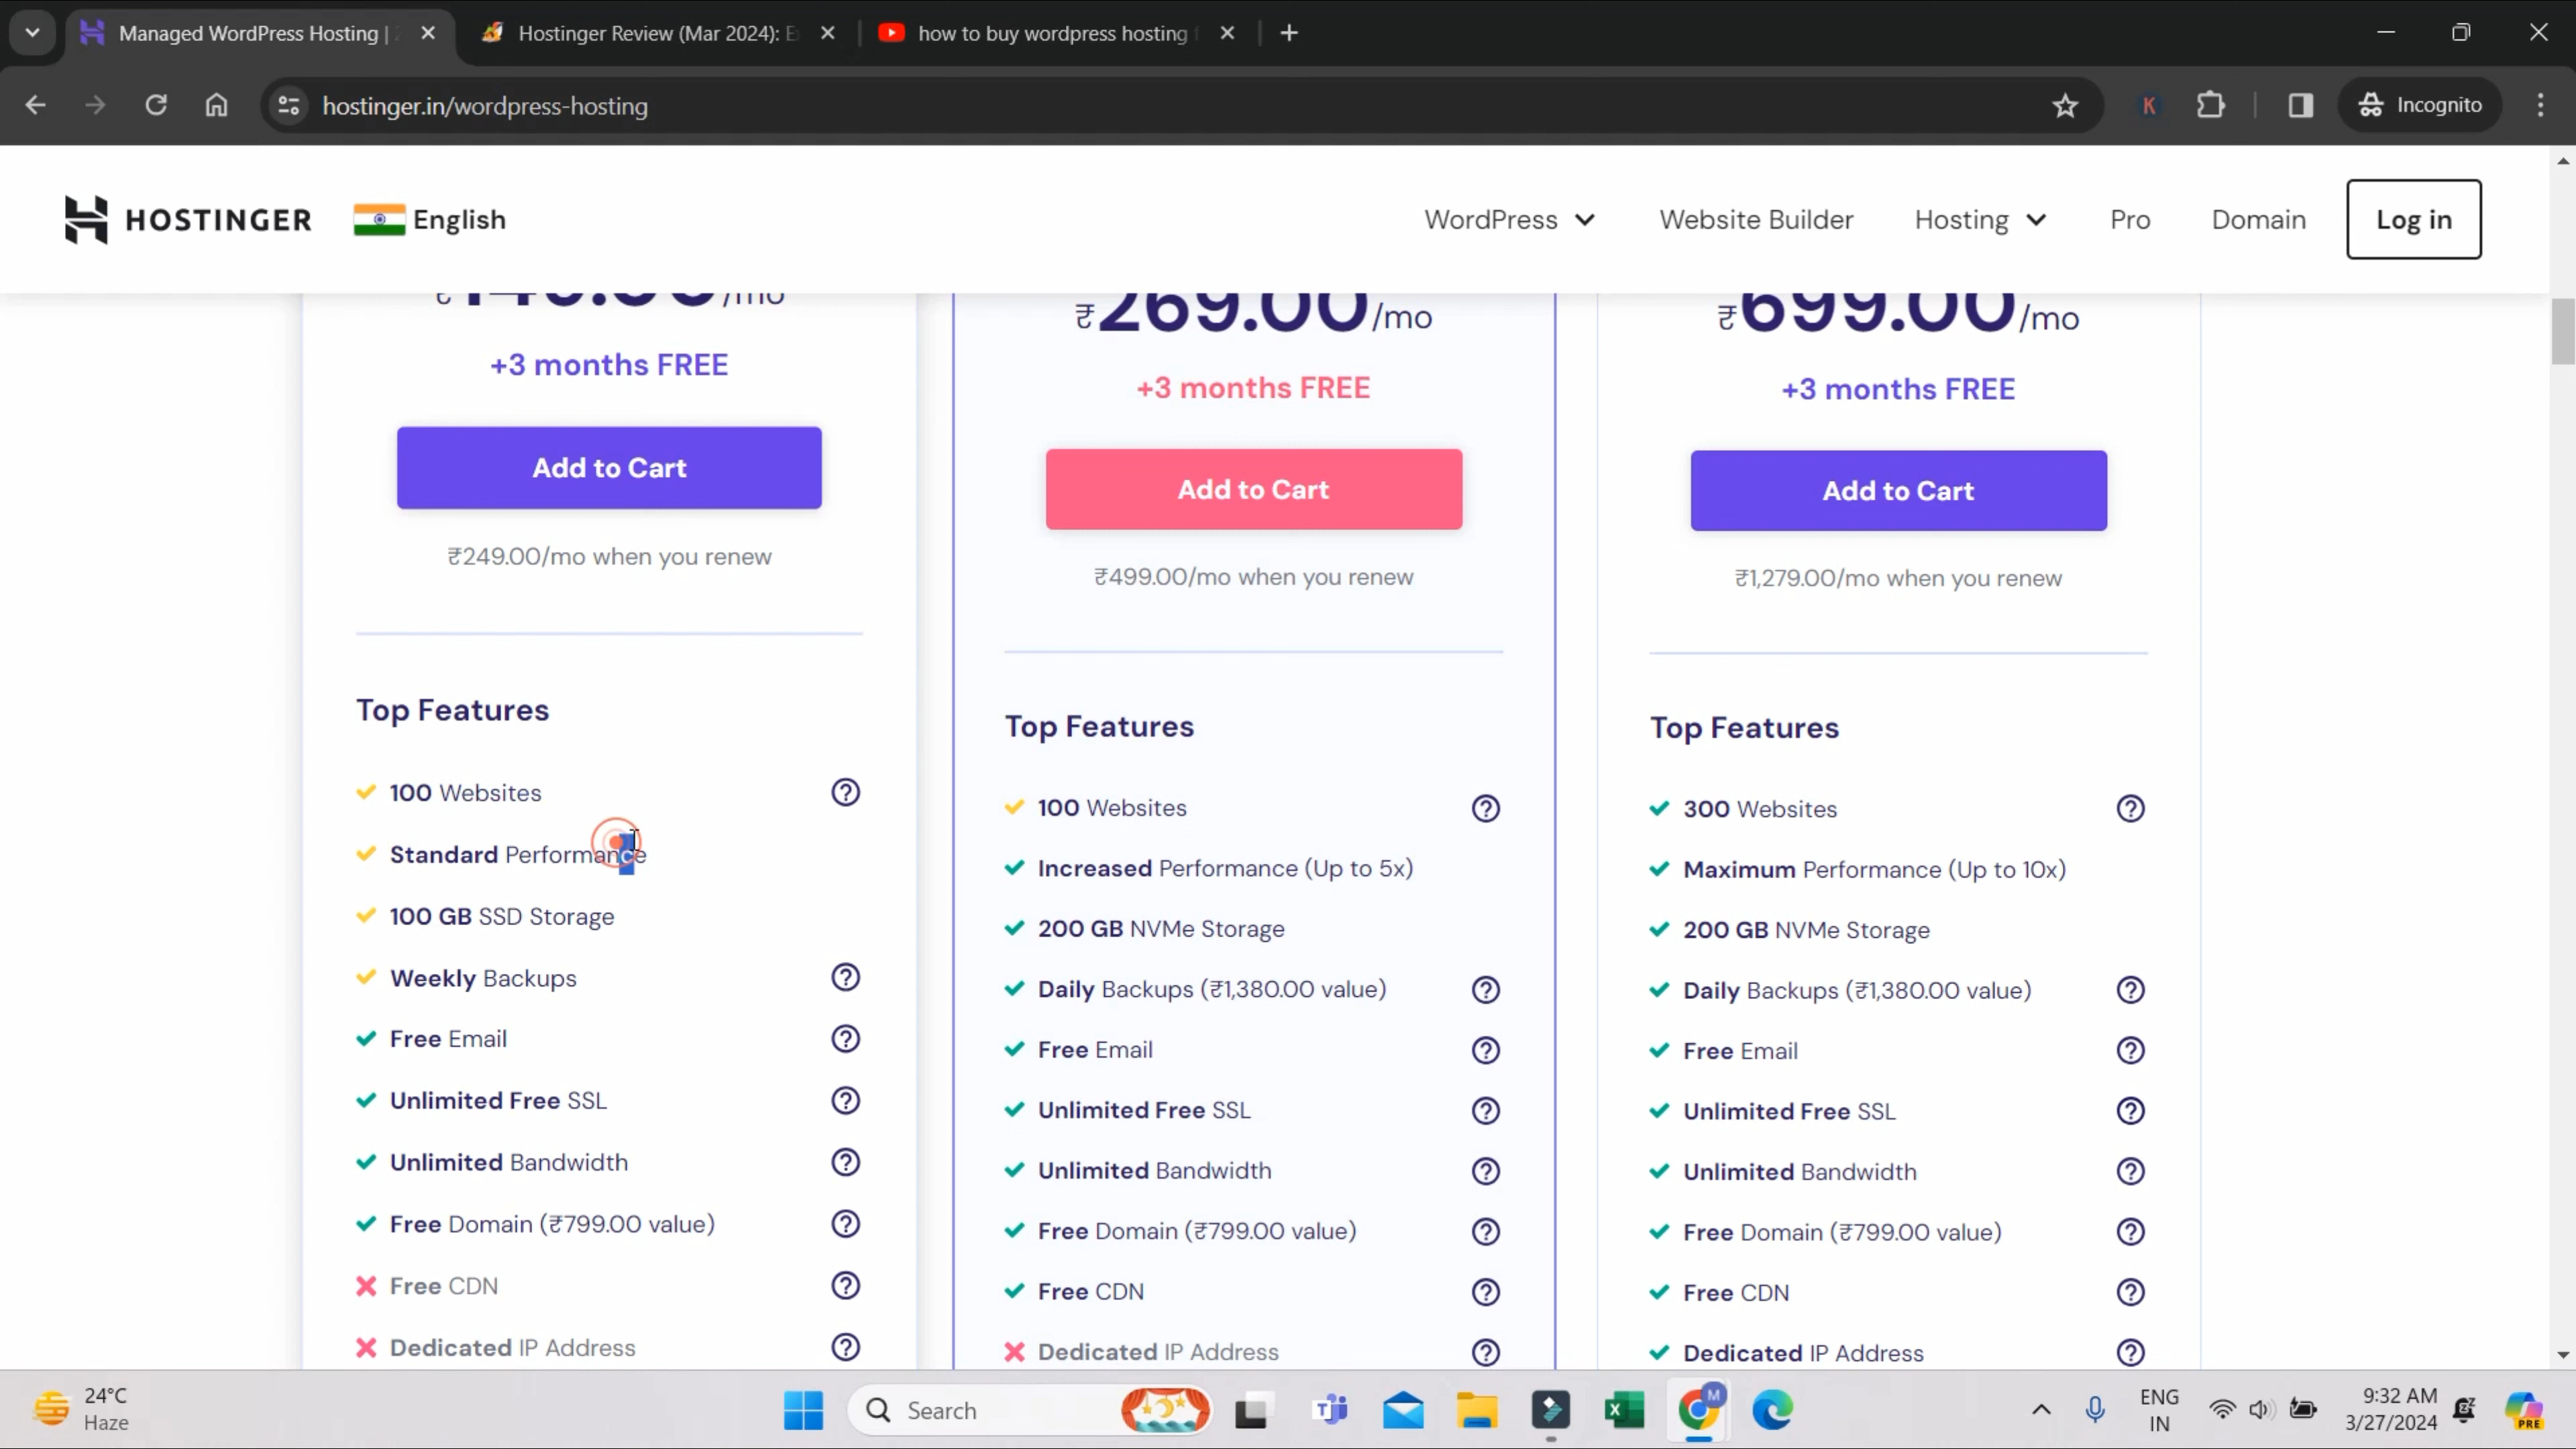 Managed WordPress Hosting |
Hostinger Review (Mar 2024): E
how to buy wordpress hosting
hostinger.in/wordpress-hosting
K
Incognito
HOSTINGER
English
WordPress
Website Builder
Hosting
Pro
Domain
Log in
/mo
+3 months FREE
Add to Cart
₹249.00/mo when you renew
Top Features
100 Websites
Standard Performance
100 GB SSD Storage
Weekly Backups
Free Email
Unlimited Free SSL
Unlimited Bandwidth
Free Domain (₹799.00 value)
Free CDN
Dedicated IP Address
₹269.00/mo
+3 months FREE
Add to Cart
₹499.00/mo when you renew
Top Features
100 Websites
Increased Performance (Up to 5x)
200 GB NVMe Storage
Daily Backups (₹1,380.00 value)
Free Email
Unlimited Free SSL
Unlimited Bandwidth
Free Domain (₹799.00 value)
Free CDN
Dedicated IP Address
₹699.00/mo
+3 months FREE
Add to Cart
₹1,279.00/mo when you renew
Top Features
300 Websites
Maximum Performance (Up to 10x)
200 GB NVMe Storage
Daily Backups (₹1,380.00 value)
Free Email
Unlimited Free SSL
Unlimited Bandwidth
Free Domain (₹799.00 value)
Free CDN
Dedicated IP Address
24°C
Haze
Search
M
ENG
IN
9:32 AM
3/27/2024
PRE